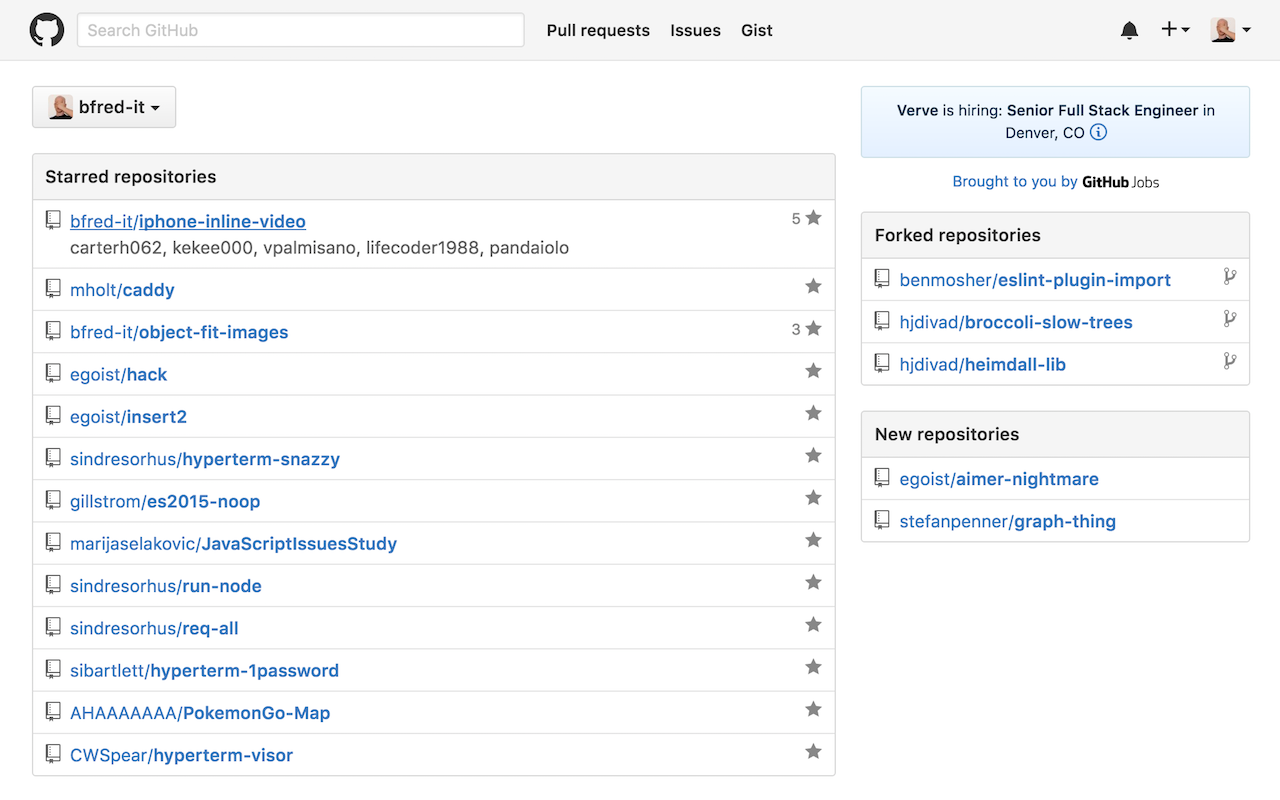 Search GitHub
Pull requests
Issues
Gist
bfred-it
Starred repositories
bfred-it/iphone-inline-video
5
carterh062, kekee000, vpalmisano, lifecoder1988, pandaiolo
mholt/caddy
bfred-it/object-fit-images
3
egoist/hack
egoist/insert2
sindresorhus/hyperterm-snazzy
gillstrom/es2015-noop
marijaselakovic/JavaScriptIssuesStudy
sindresorhus/run-node
sindresorhus/req-all
sibartlett/hyperterm-1password
AHAAAAAAA/PokemonGo-Map
CWSpear/hyperterm-visor
Verve is hiring: Senior Full Stack Engineer in
Denver, CO
Brought to you by GitHub Jobs
Forked repositories
benmosher/eslint-plugin-import
hjdivad/broccoli-slow-trees
hjdivad/heimdall-lib
New repositories
egoist/aimer-nightmare
stefanpenner/graph-thing